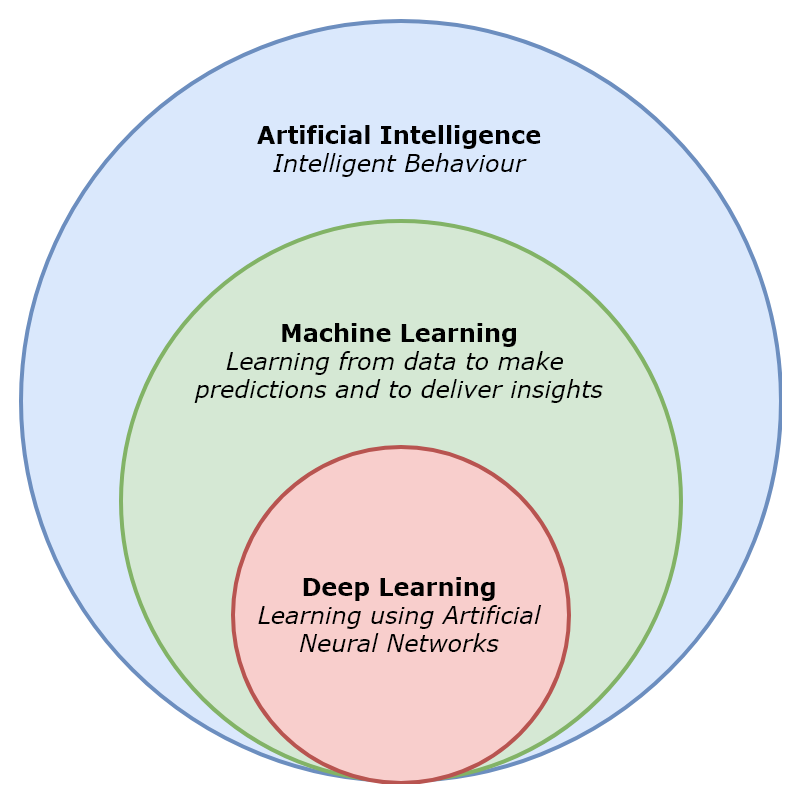 Artificial Intelligence
Intelligent Behaviour
Machine Learning
Learning from data to make
predictions and to deliver insights
Deep Learning
Learning using Artificial
Neural Networks